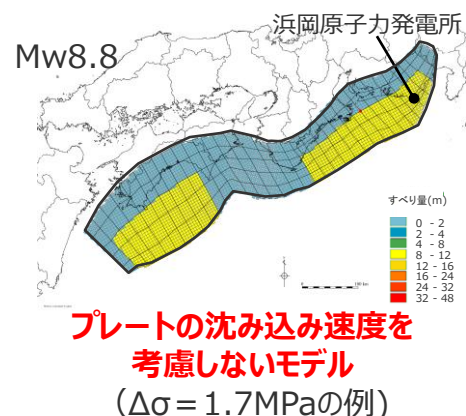 浜岡原子力発電所
Mw8.8
すべり量(m)
0 - 2
2 - 4
4 - 8
8 - 12
12 - 16
16 - 24
24 - 32
32 - 48
プレートの沈み込み速度を
考慮しないモデル
(Δσ=1.7MPaの例)